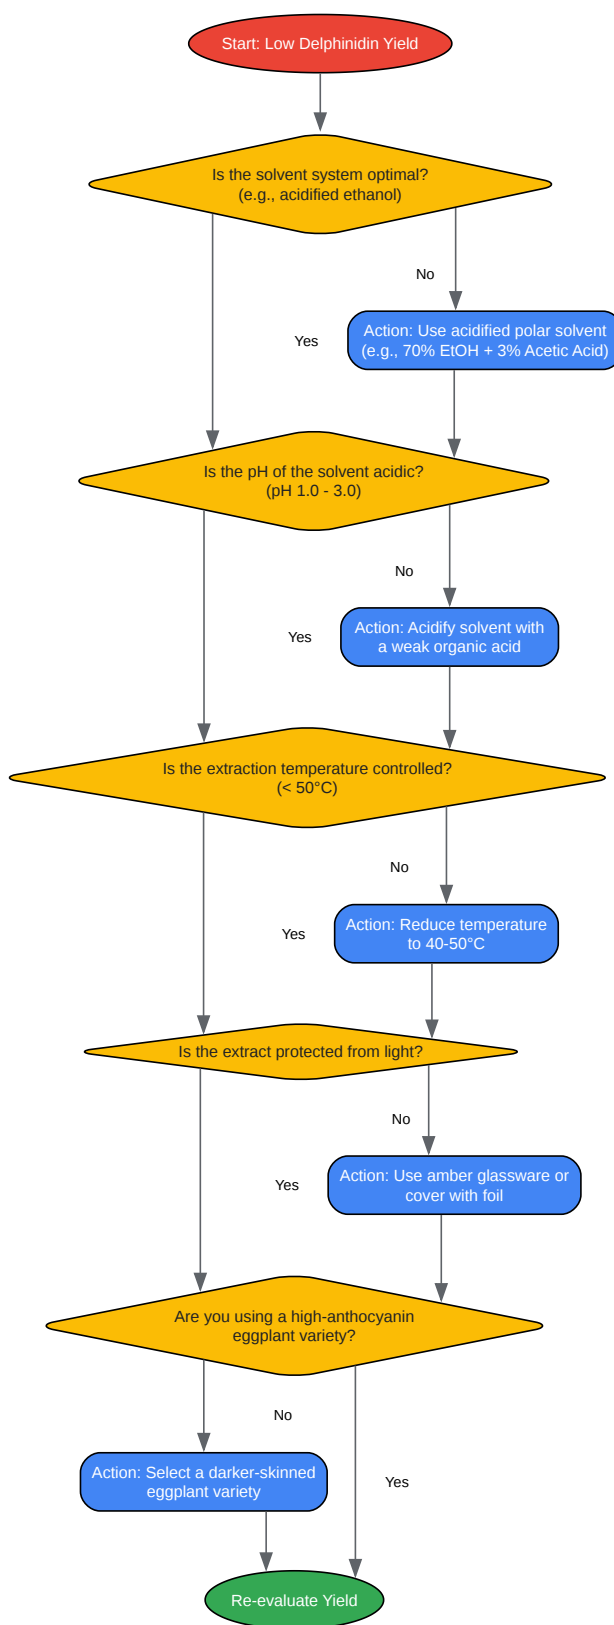 Start: Low Delphinidin Yield
Is the solvent system optimal?
(e.g., acidified ethanol)
No
Yes
Action: Use acidified polar solvent
(e.g., 70% EtOH + 3% Acetic Acid)
Is the pH of the solvent acidic?
(pH 1.0 - 3.0)
No
Yes
Action: Acidify solvent with
a weak organic acid
Is the extraction temperature controlled?
(< 50°C)
No
Yes
Action: Reduce temperature
to 40-50°C
Is the extract protected from light?
No
Yes
Action: Use amber glassware or
cover with foil
Are you using a high-anthocyanin
eggplant variety?
No
Action: Select a darker-skinned
eggplant variety
Yes
Re-evaluate Yield